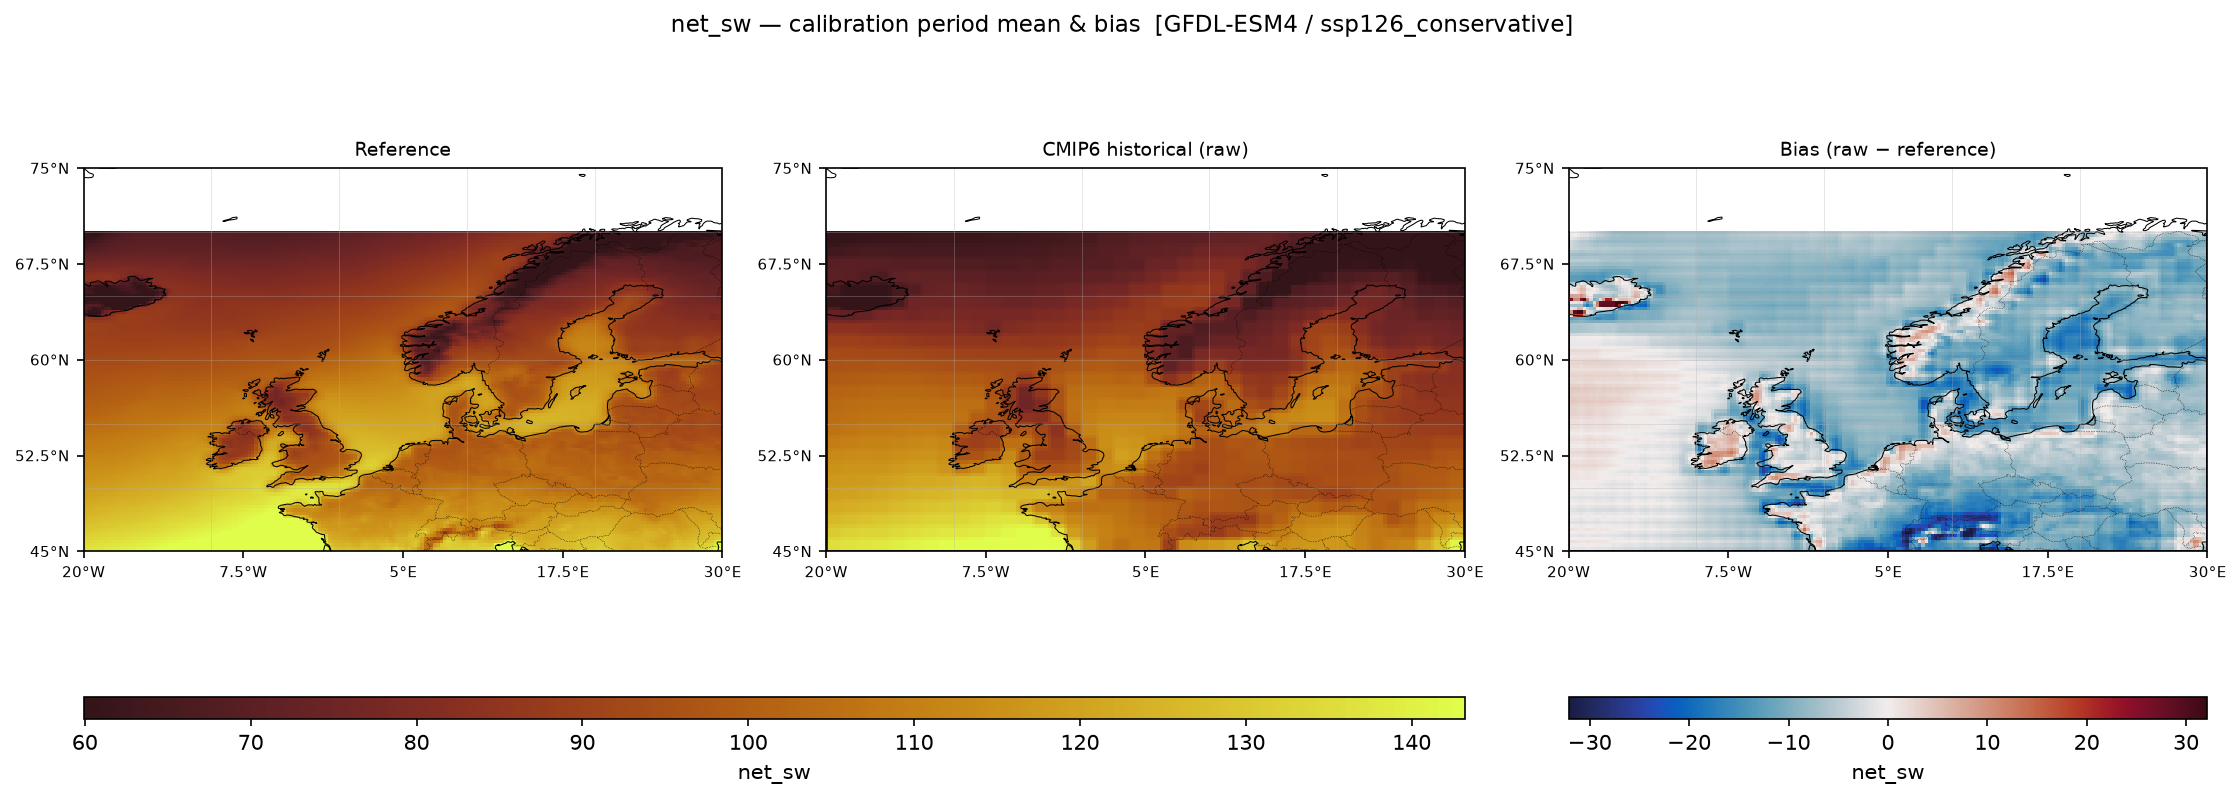 net_sw — calibration period mean & bias  [GFDL-ESM4 / ssp126_conservative]
Reference
75°N
67.5°N
60°N
52.5°N
45°N
20°W
7.5°W
5°E
17.5°E
30°E
CMIP6 historical (raw)
75°N
67.5°N
60°N
52.5°N
45°N
20°W
7.5°W
5°E
17.5°E
30°E
Bias (raw − reference)
75°N
67.5°N
60°N
52.5°N
45°N
20°W
7.5°W
5°E
17.5°E
30°E
60 70 80 90 100 110 120 130 140
net_sw
−30 −20 −10 0 10 20 30
net_sw